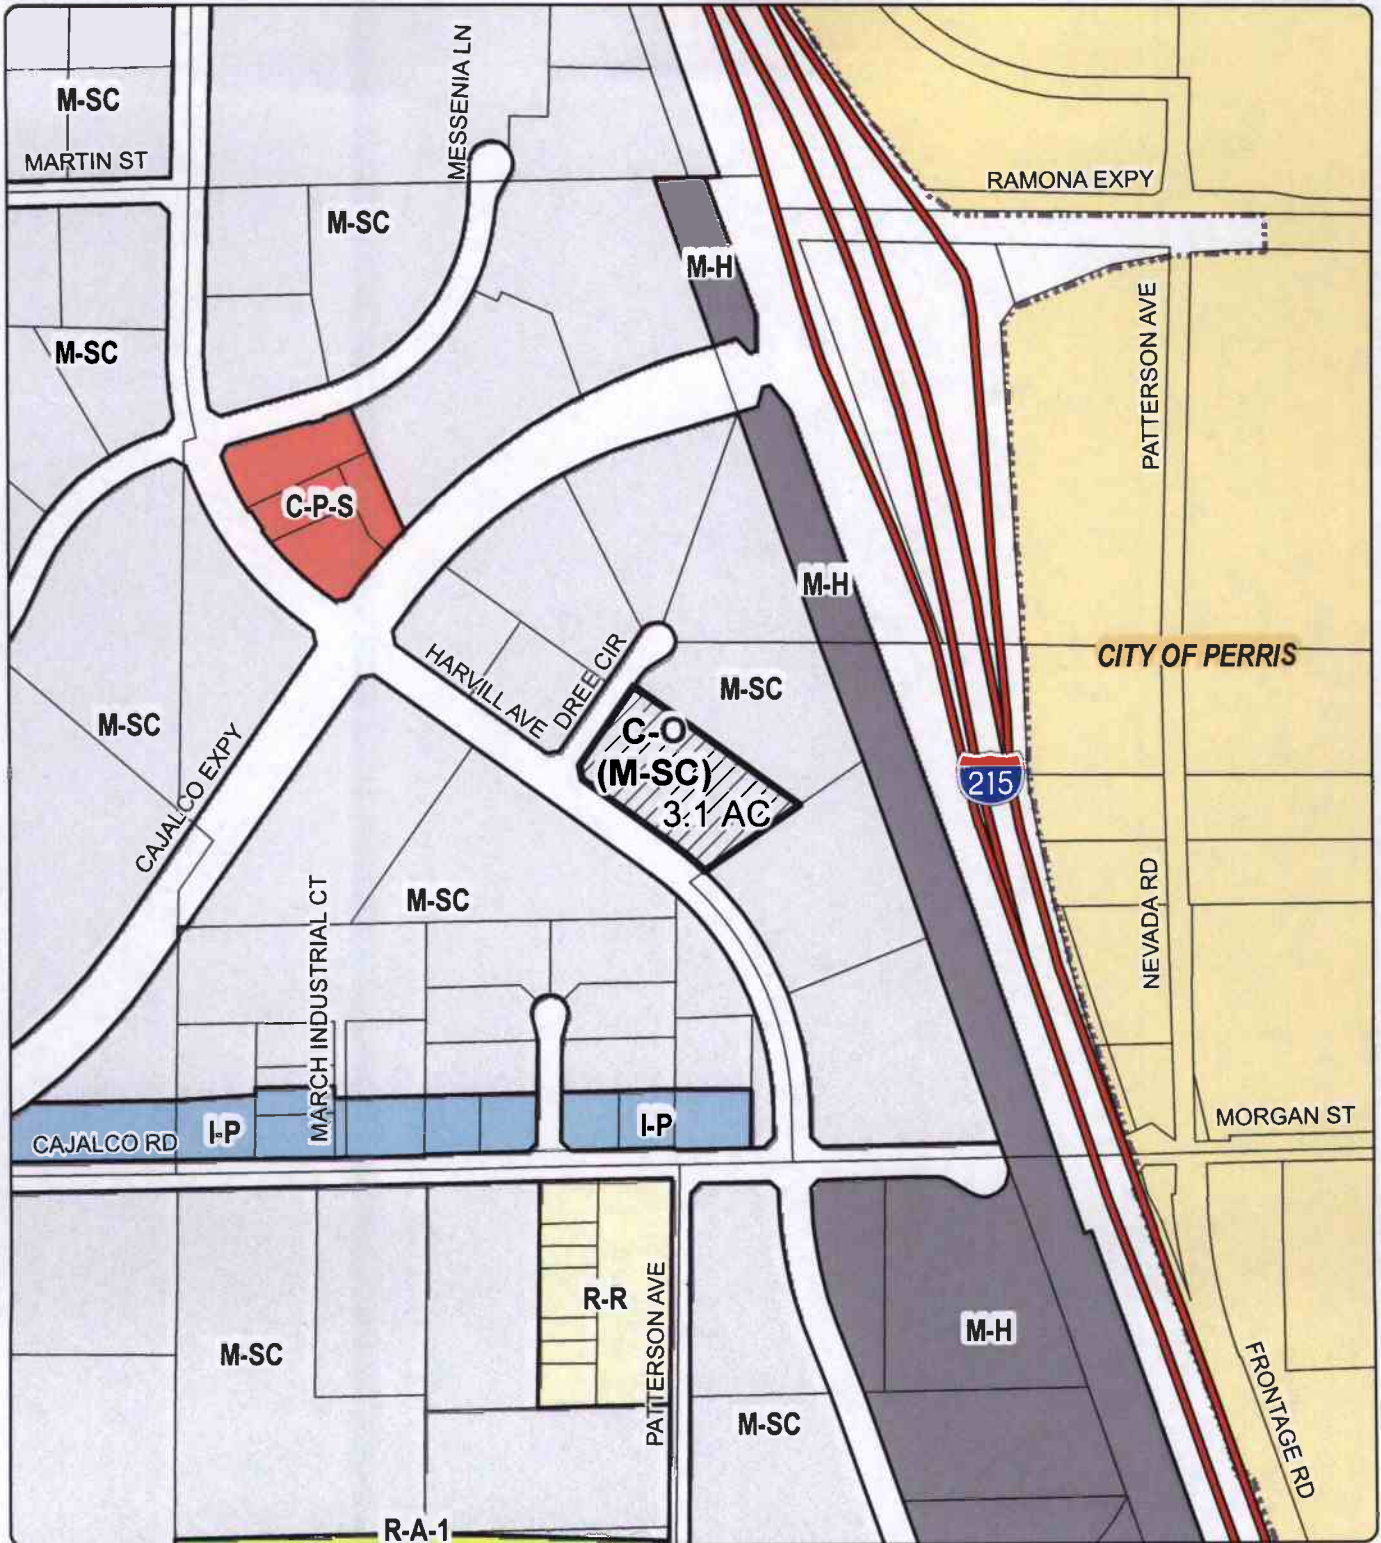 MESSENIA LN
M-SC
MARTIN ST
RAMONA EXPY
M-SC
M-H
PATTERSON AVE
M-SC
C-P-S
M-H
HARVILL AVE
DREE CIR
CITY OF PERRIS
M-SC
M-SC
C-O
(M-SC)
3.1 AC
215
CAJALCO EXPY
M-SC
NEVADA RD
MARCH INDUSTRIAL CT
I-P
I-P
MORGAN ST
CAJALCO RD
R-R
PATTERSON AVE
M-H
M-SC
FRONTAGE RD
M-SC
R-A-1